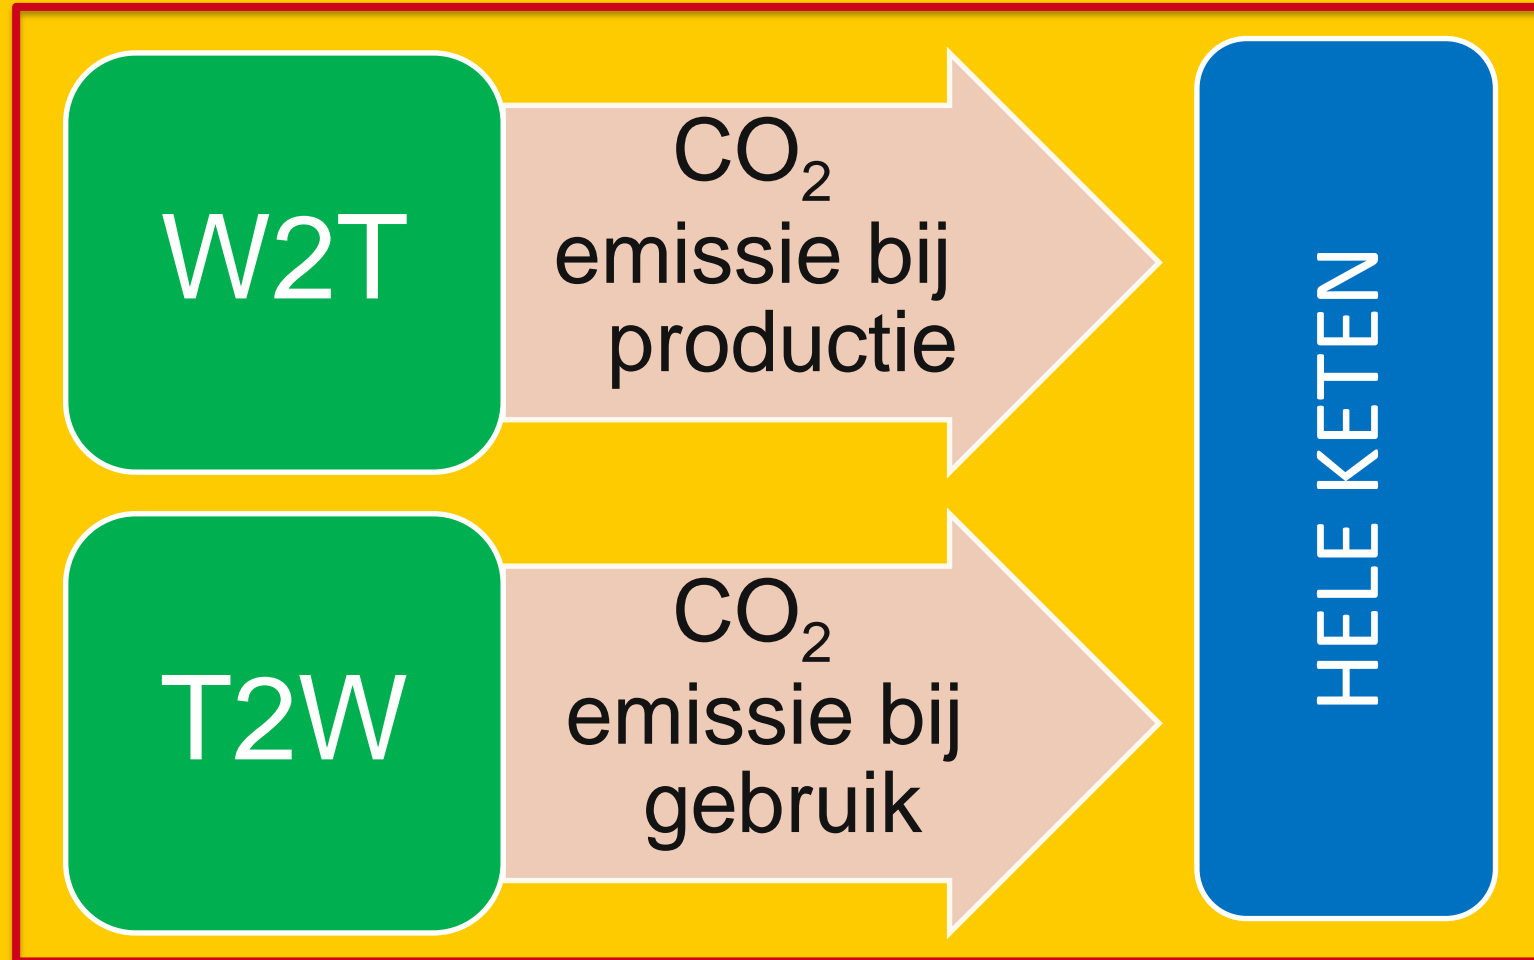 W2T
CO₂
emissie bij
productie
T2W
CO₂
emissie bij
gebruik
HELE KETEN